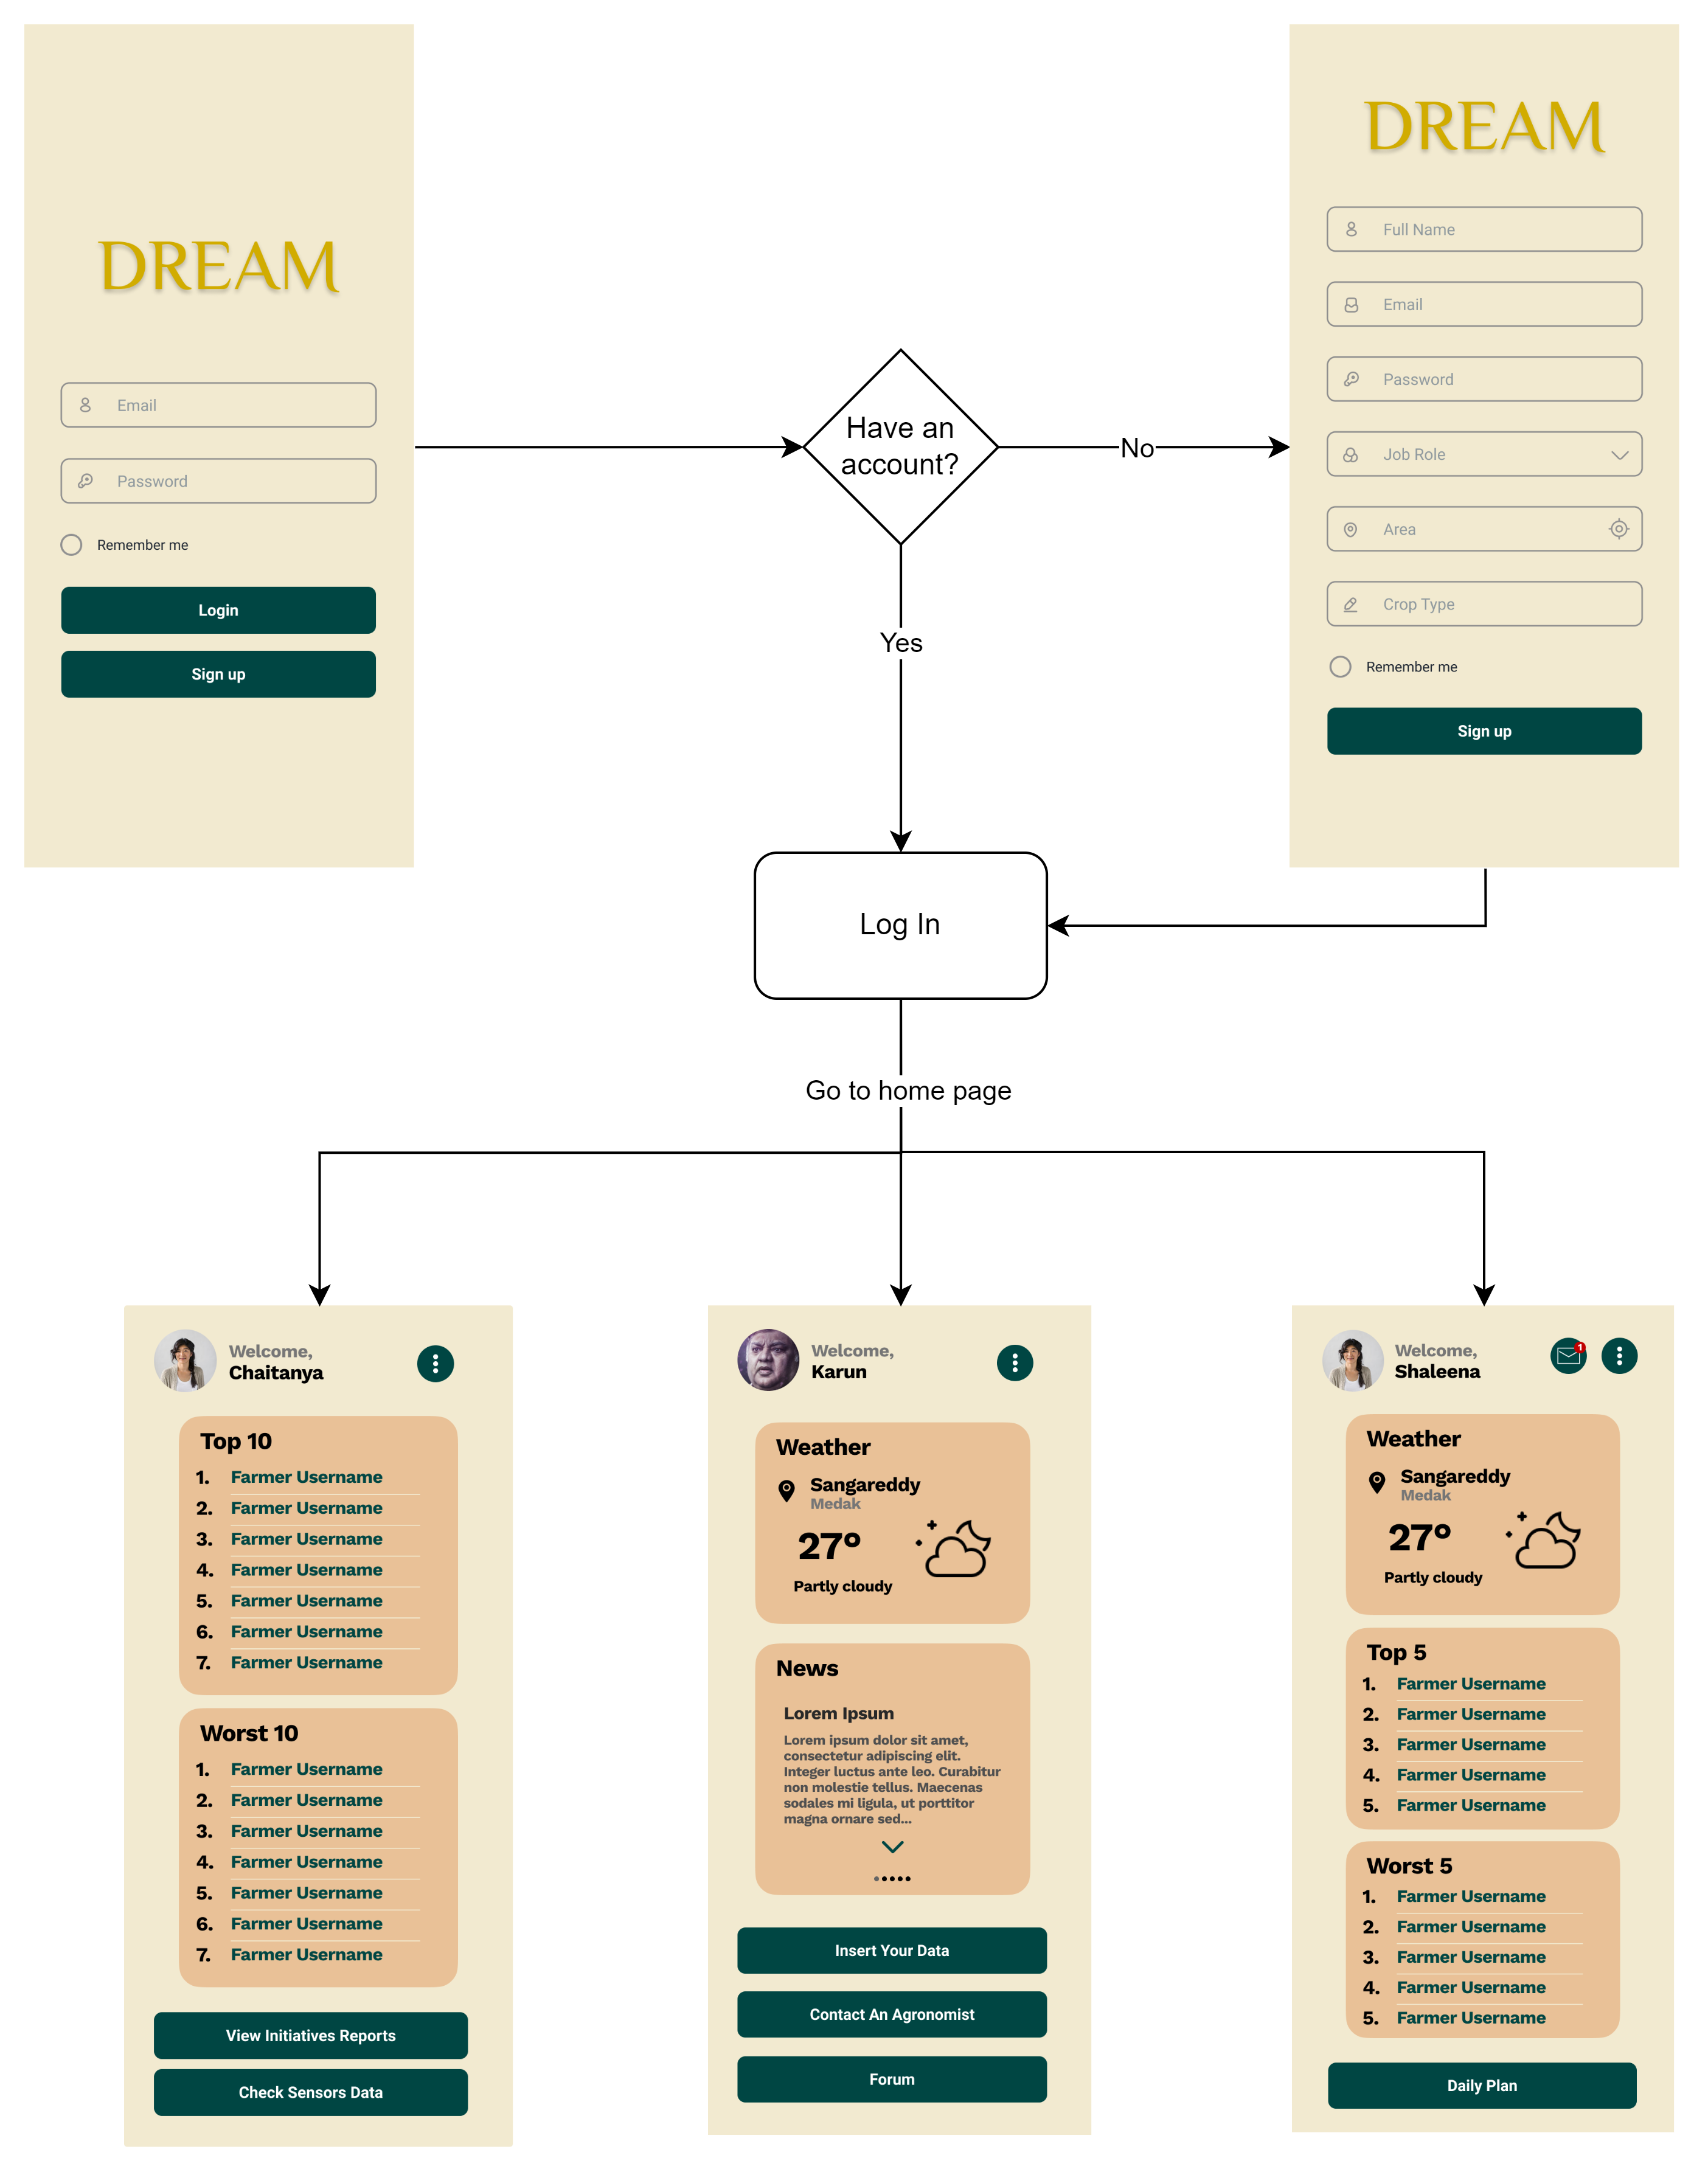 DREAM
Email
Password
Remember me
Login
Sign up
Have an
account?
No
Yes
DREAM
Full Name
Email
Password
Job Role
Area
Crop Type
Remember me
Sign up
Log In
Go to home page
Welcome,
Chaitanya
Top 10
1. Farmer Username
2. Farmer Username
3. Farmer Username
4. Farmer Username
5. Farmer Username
6. Farmer Username
7. Farmer Username
Worst 10
1. Farmer Username
2. Farmer Username
3. Farmer Username
4. Farmer Username
5. Farmer Username
6. Farmer Username
7. Farmer Username
View Initiatives Reports
Check Sensors Data
Welcome,
Karun
Weather
Sangareddy
Medak
27°
Partly cloudy
News
Lorem Ipsum
Lorem ipsum dolor sit amet,
consectetur adipiscing elit.
Integer luctus ante leo. Curabitur
non molestie tellus. Maecenas
sodales mi ligula, ut porttitor
magna ornare sed...
Insert Your Data
Contact An Agronomist
Forum
Welcome,
Shaleena
1
Weather
Sangareddy
Medak
27°
Partly cloudy
Top 5
1. Farmer Username
2. Farmer Username
3. Farmer Username
4. Farmer Username
5. Farmer Username
Worst 5
1. Farmer Username
2. Farmer Username
3. Farmer Username
4. Farmer Username
5. Farmer Username
Daily Plan